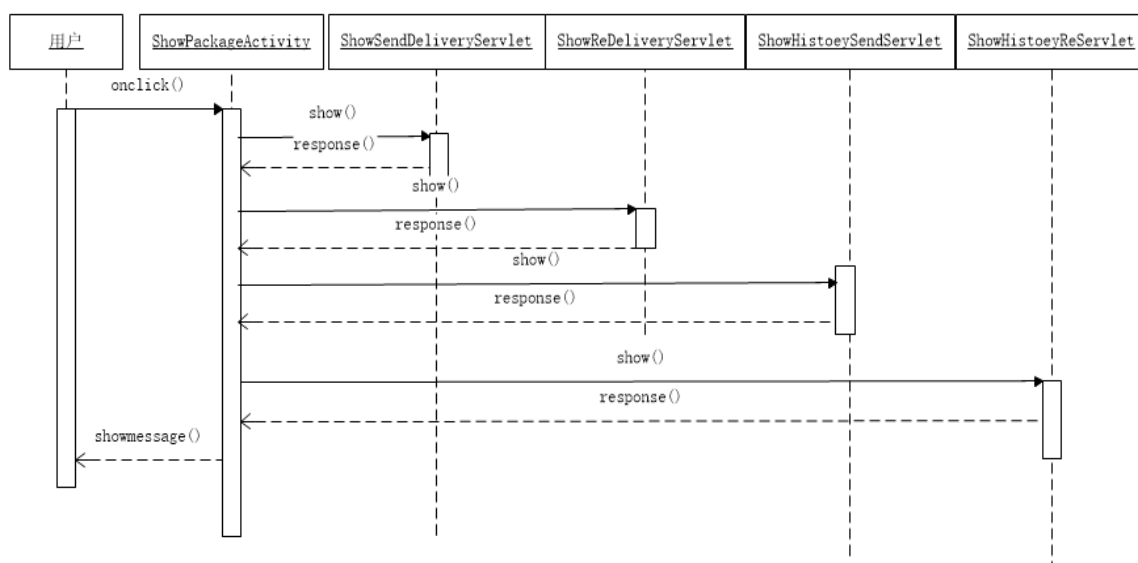 用户
ShowPackageActivity
ShowSendDeliveryServlet
ShowReDeliveryServlet
ShowHistoeySendServlet
ShowHistoeyReServlet
onclick()
show()
response()
show()
response()
show()
response()
show()
response()
showmessage()